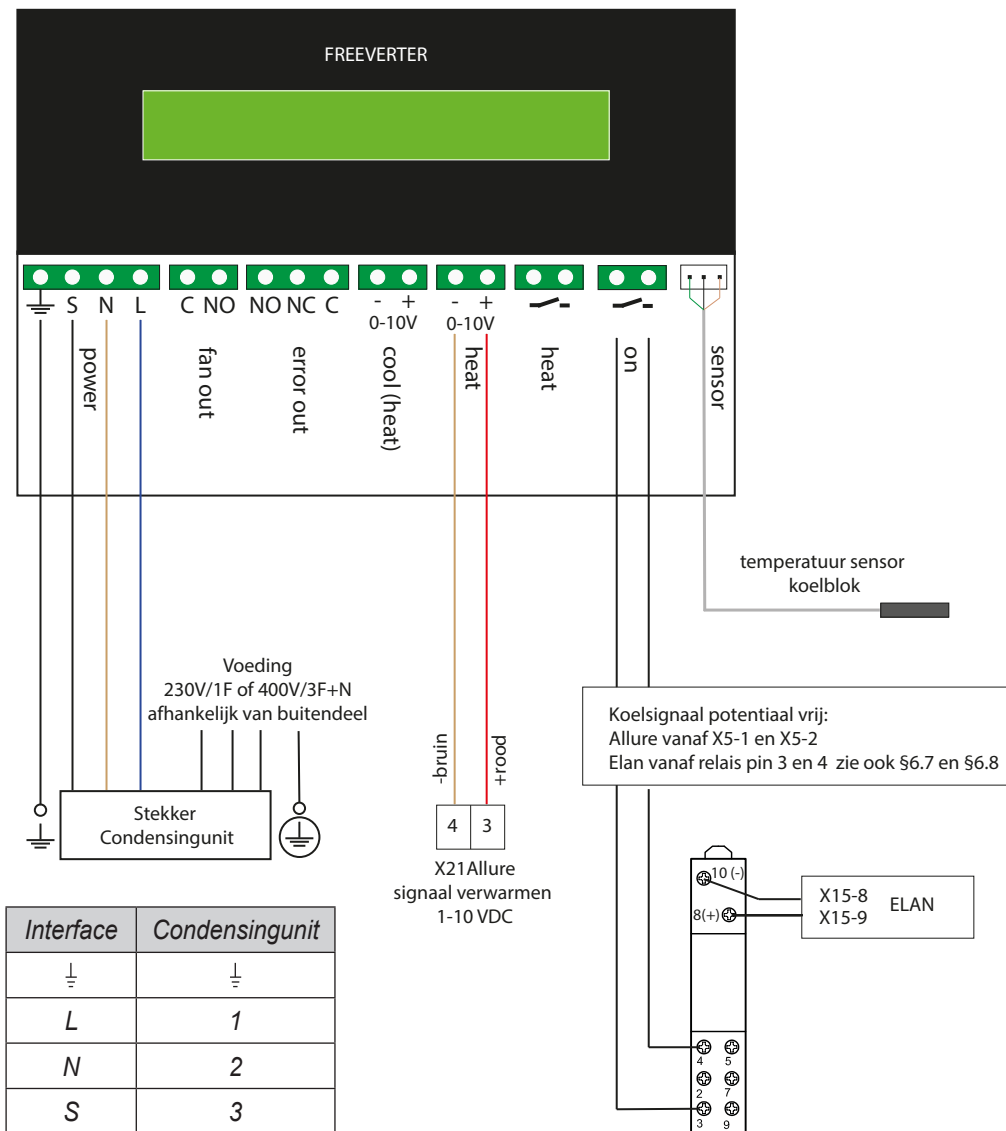 FREEVERTER
S N L C NO NO NC C - + - +
0-10V 0-10V
power
fan out
error out
cool (heat)
heat
heat
on
sensor
temperatuur sensor
koelblok
Voeding
230V/1F of 400V/3F+N
afhankelijk van buitendeel
Koelsignaal potentiaal vrij:
Allure vanaf X5-1 en X5-2
Elan vanaf relais pin 3 en 4 zie ook §6.7 en §6.8
-bruin
+rood
Stekker
Condensingunit
4 3
X21Allure
signaal verwarmen
1-10 VDC
10 (-)
8(+)
X15-8
X15-9
ELAN
4 5
2 7
3 9
Interface Condensingunit
L 1
N 2
S 3